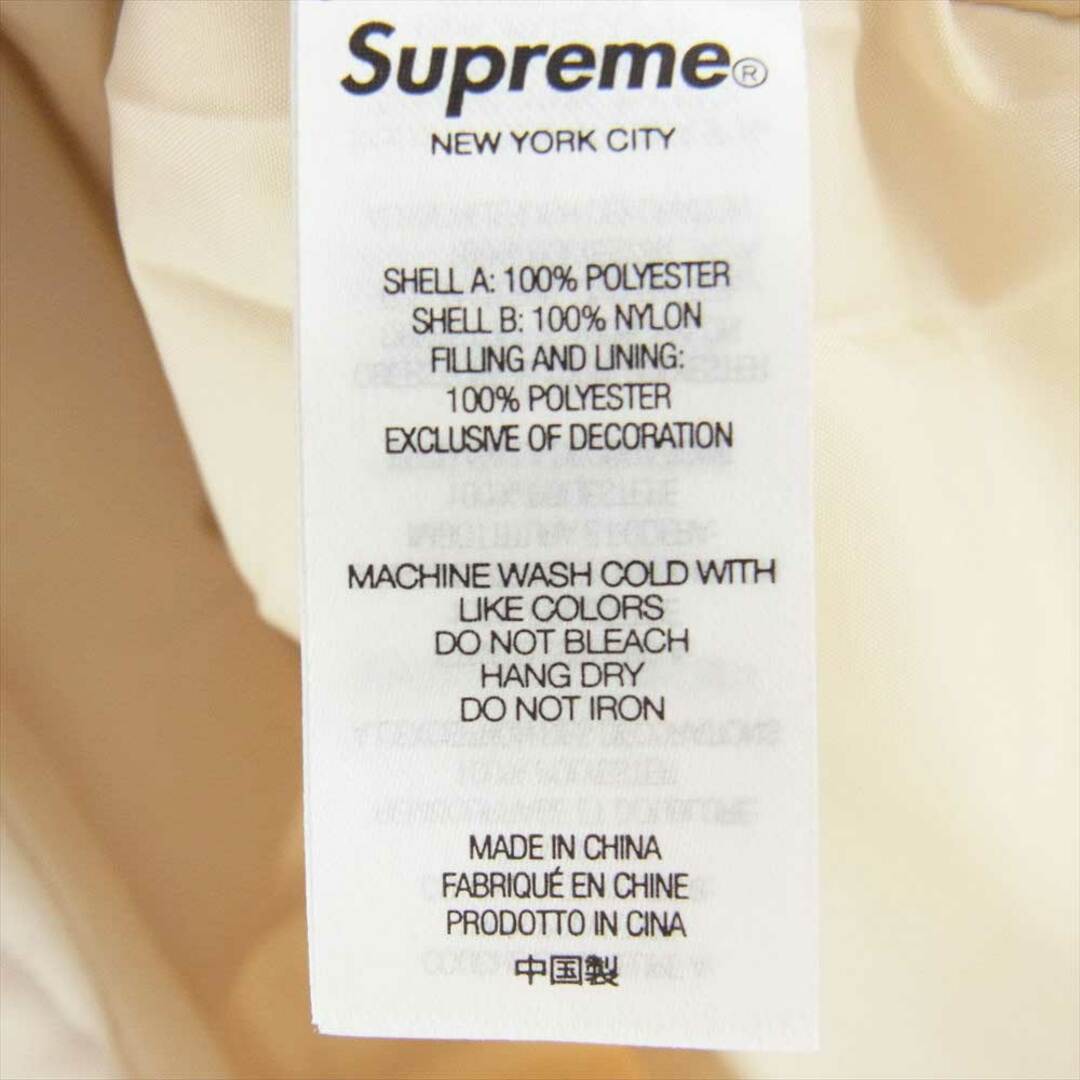 Supreme®
NEW YORK CITY
SHELL A: 100% POLYESTER
SHELL B: 100% NYLON
FILLING AND LINING:
100% POLYESTER
EXCLUSIVE OF DECORATION
MACHINE WASH COLD WITH
LIKE COLORS
DO NOT BLEACH
HANG DRY
DO NOT IRON
MADE IN CHINA
FABRIQUÉ EN CHINE
PRODOTTO IN CINA
中国製